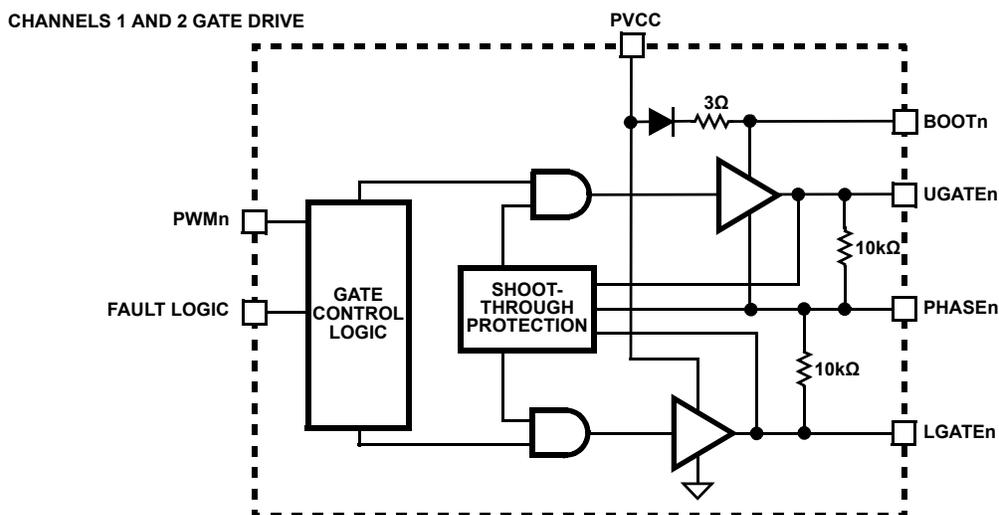 CHANNELS 1 AND 2 GATE DRIVE
PVCC
3Ω
BOOTn
UGATEn
PWMn
10kΩ
FAULT LOGIC
GATE
CONTROL
LOGIC
SHOOT-
THROUGH
PROTECTION
PHASEn
10kΩ
LGATEn